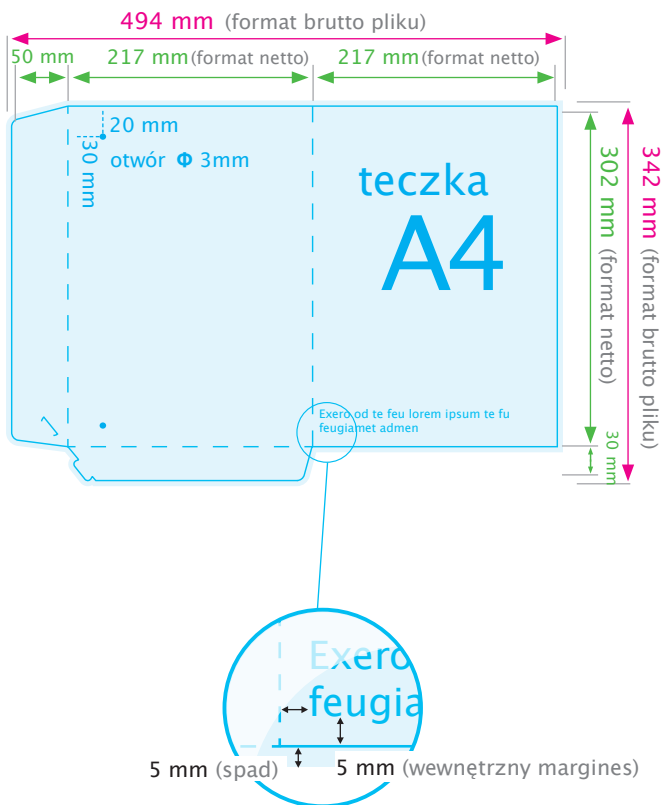 494 mm (format brutto pliku)
50 mm
217 mm (format netto)
217 mm (format netto)
20 mm
30 mm
otwór Φ 3mm
teczka
A4
302 mm (format netto)
342 mm (format brutto pliku)
30 mm
Exero od te feu lorem ipsum te fu
feugiamet admen
Exero
feugia
5 mm (spad)
5 mm (wewnętrzny margines)